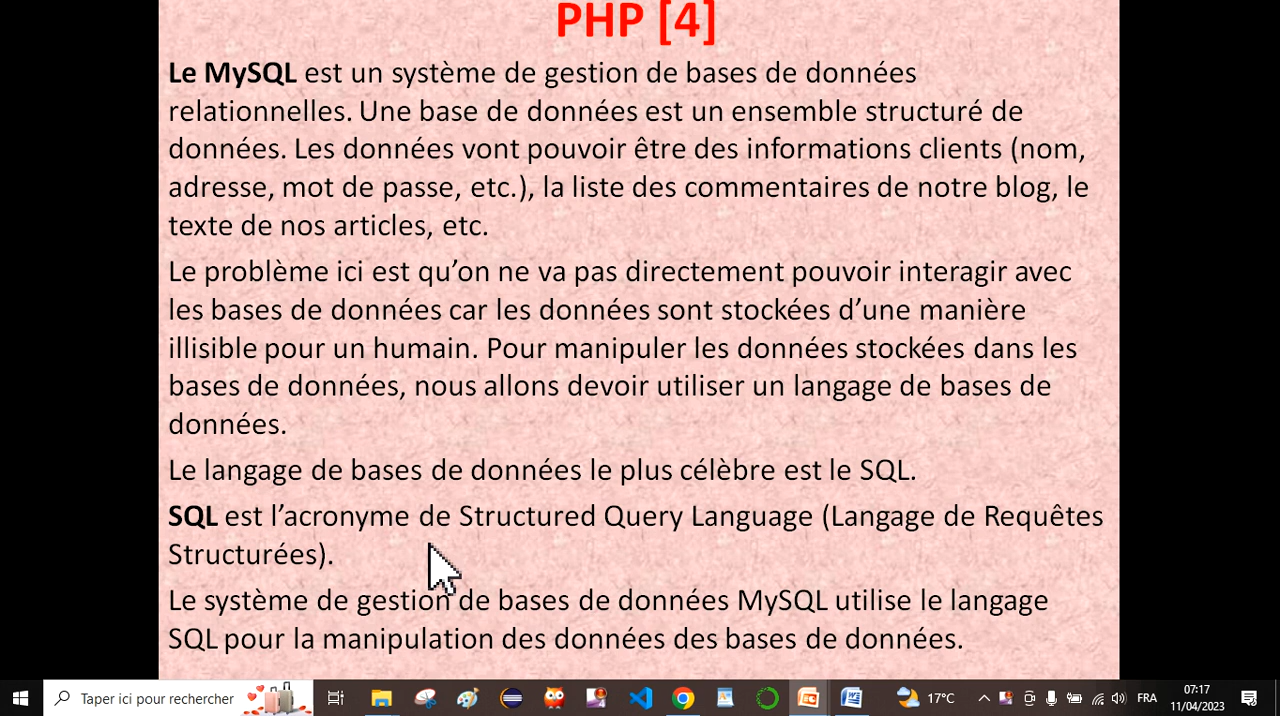 PHP [4]
Le MySQL est un système de gestion de bases de données
relationnelles. Une base de données est un ensemble structuré de
données. Les données vont pouvoir être des informations clients (nom,
adresse, mot de passe, etc.), la liste des commentaires de notre blog, le
texte de nos articles, etc.
Le problème ici est qu’on ne va pas directement pouvoir interagir avec
les bases de données car les données sont stockées d’une manière
illisible pour un humain. Pour manipuler les données stockées dans les
bases de données, nous allons devoir utiliser un langage de bases de
données.
Le langage de bases de données le plus célèbre est le SQL.
SQL est l’acronyme de Structured Query Language (Langage de Requêtes
Structurées).
Le système de gestion de bases de données MySQL utilise le langage
SQL pour la manipulation des données des bases de données.
Taper ici pour rechercher
17°C
FRA
07:17
11/04/2023